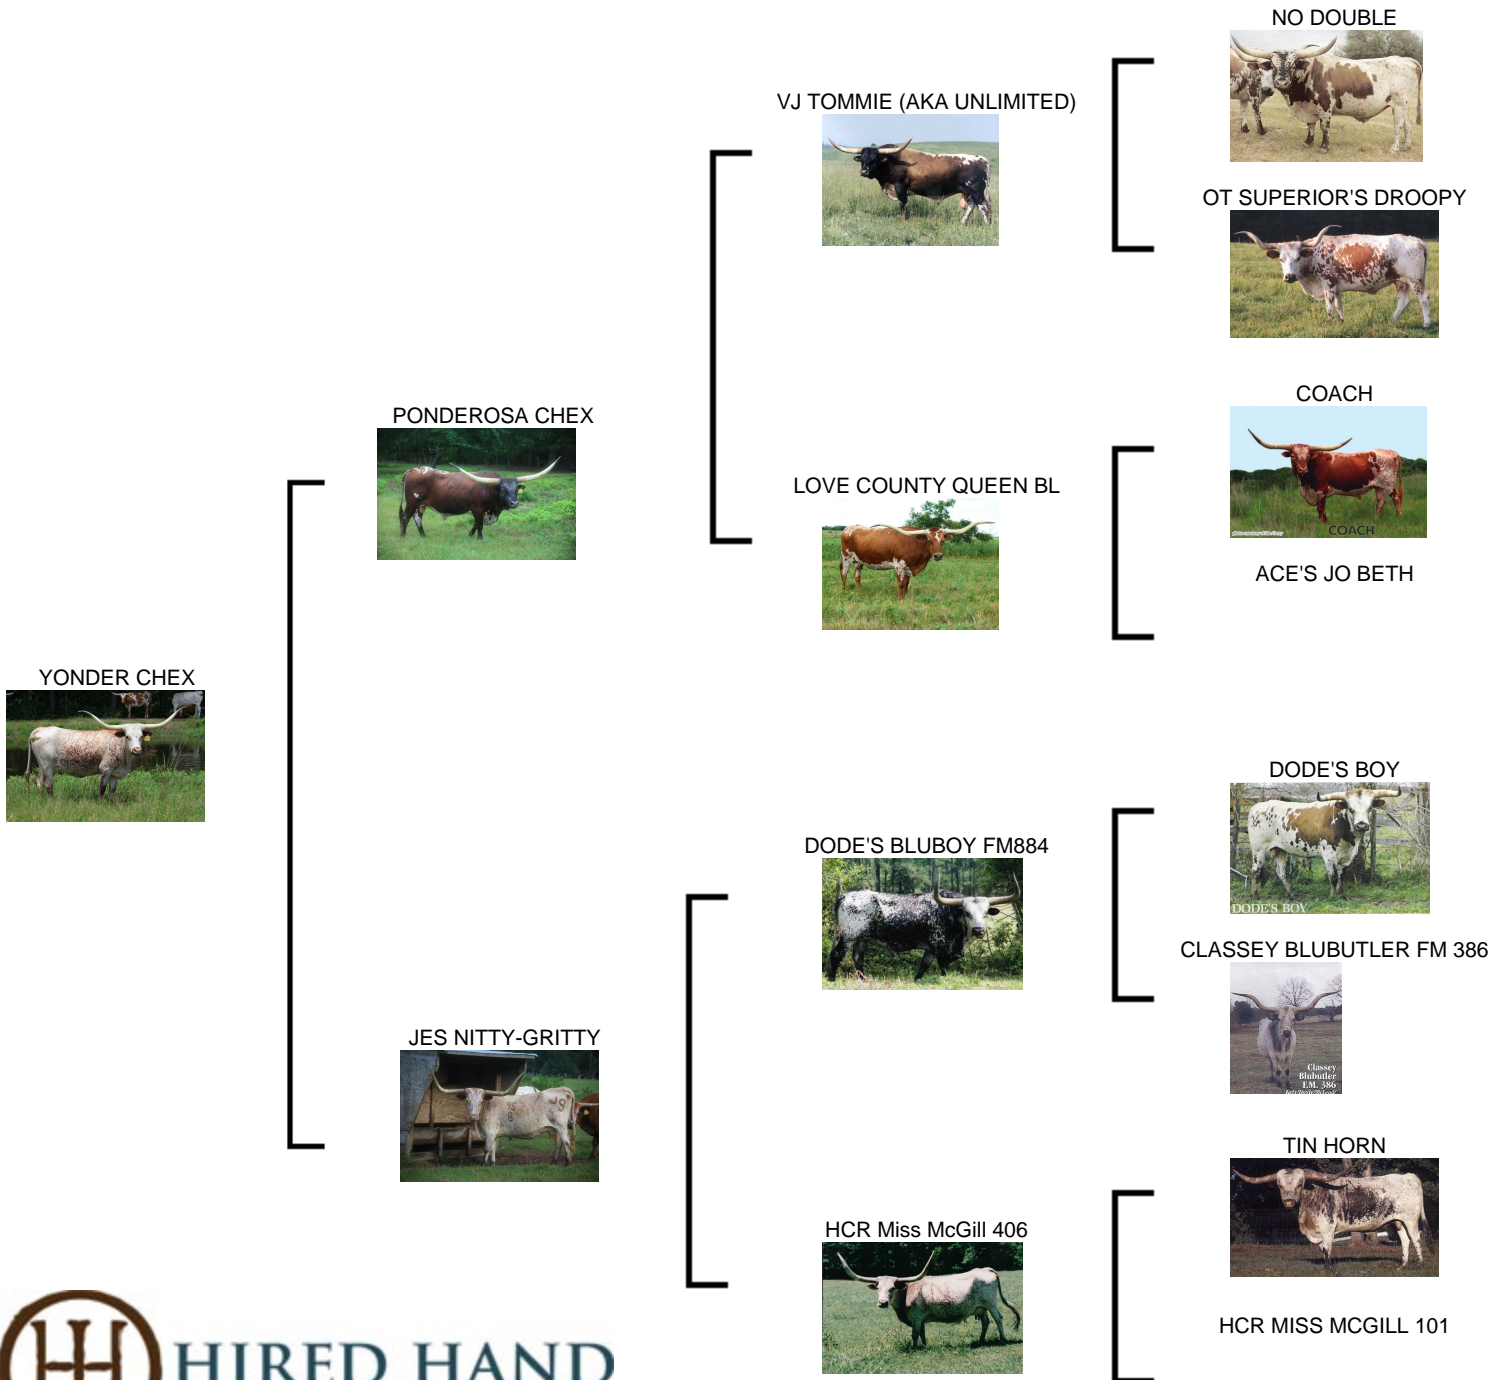 NO DOUBLE
VJ TOMMIE (AKA UNLIMITED)
OT SUPERIOR'S DROOPY
COACH
COACH
PONDEROSA CHEX
LOVE COUNTY QUEEN BL
ACE'S JO BETH
YONDER CHEX
DODE'S BOY
DODE'S BOY
DODE'S BLUBOY FM884
CLASSEY BLUBUTLER FM 386
Classey
Blubutler
F.M. 386
JES NITTY-GRITTY
TIN HORN
HCR Miss McGill 406
HCR MISS MCGILL 101
HIRED HAND